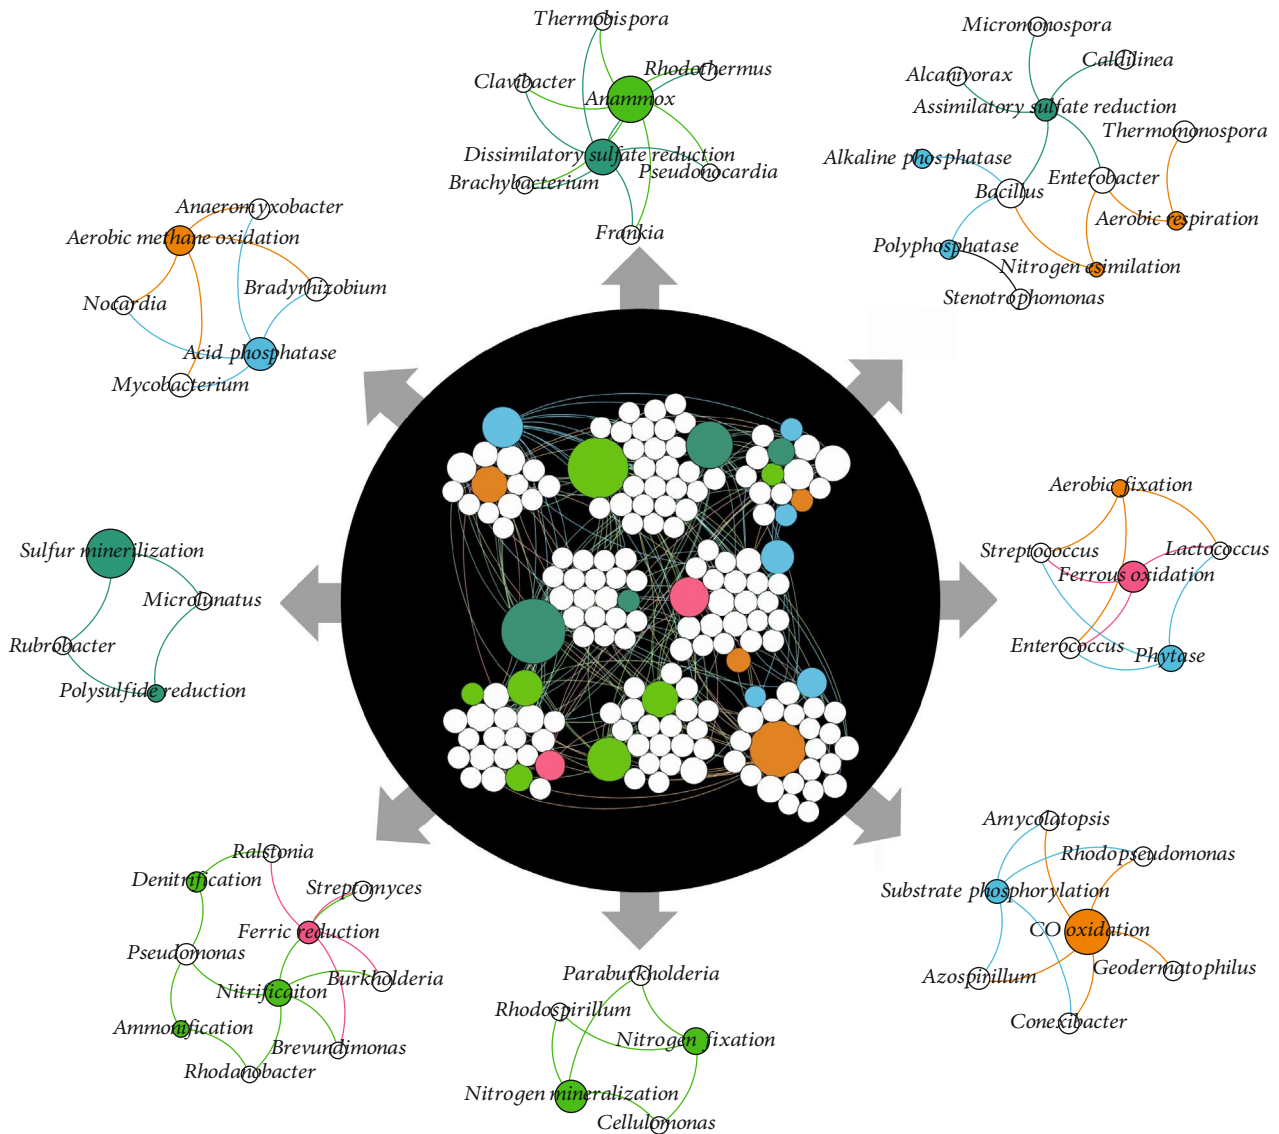 Thermobispora
Clavibacter
Rhodothermus
Anammox
Dissimilatory sulfate reduction
Brachybacterium
Pseudonocardia
Frankia
Micromonospora
Caldilinea
Alcanivorax
Assimilatory sulfate reduction
Thermomonospora
Alkaline phosphatase
Enterobacter
Bacillus
Aerobic respiration
Polyphosphatase
Nitrogen esimilation
Stenotrophomonas
Anaeromyxobacter
Aerobic methane oxidation
Bradyrhizobium
Nocardia
Acid phosphatase
Mycobacterium
Aerobic fixation
Streptococcus
Lactococcus
Ferrous oxidation
Enterococcus
Phytase
Sulfur minerilization
Microlunatus
Rubrobacter
Polysulfide reduction
Amycolatopsis
Rhodopseudomonas
Substrate phosphorylation
CO oxidation
Azospirillum
Geodermatophilus
Conexibacter
Ralstonia
Denitrification
Streptomyces
Ferric reduction
Pseudomonas
Burkholderia
Nitrificaiton
Ammonification
Brevundimonas
Rhodanobacter
Paraburkholderia
Rhodospirillum
Nitrogen fixation
Nitrogen mineralization
Cellulomonas